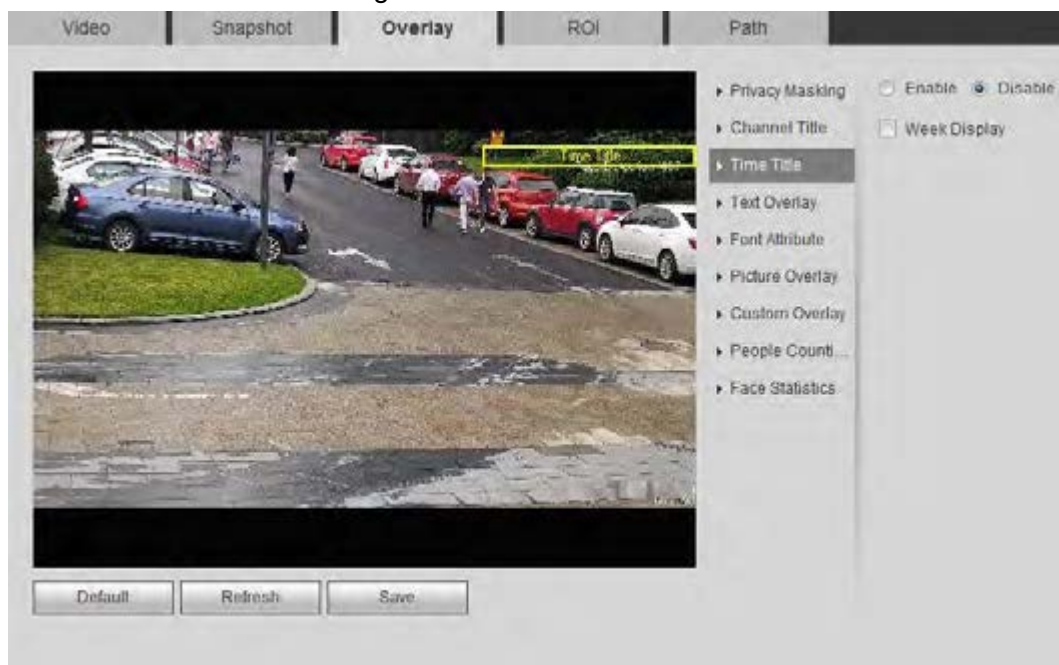 Video Snapshot Overlay ROI Path
Time Title
Privacy Masking
Channel Title
Time Title
Text Overlay
Font Attribute
Picture Overlay
Custom Overlay
People Counti...
Face Statistics
Enable Disable
Week Display
Default Refresh Save